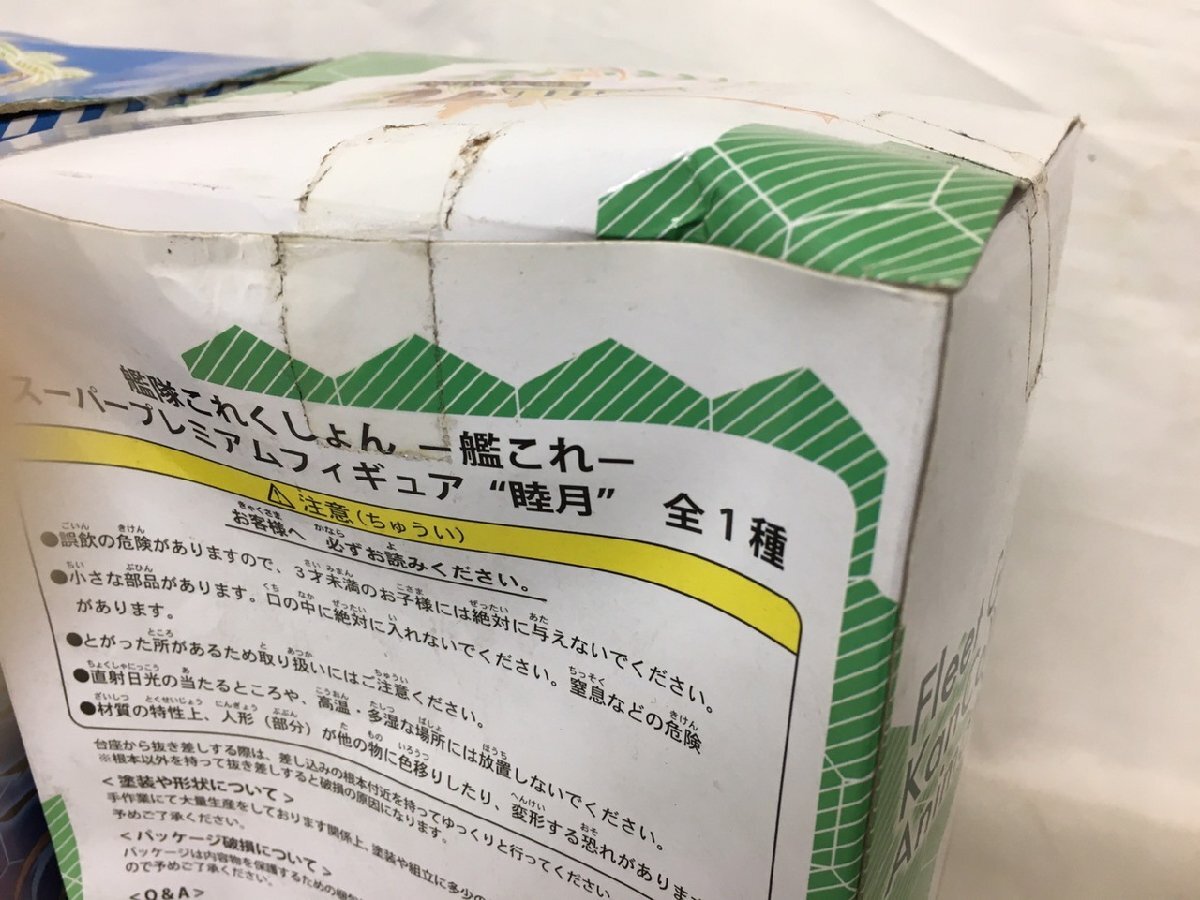 艦隊これくしょん ー艦これー
スーパープレミアムフィギュア “睦月” 全1種
⚠注意(ちゅうい)
お客様へ 必ずお読みください。
●誤飲の危険がありますので、3才未満のお子様には絶対に与えないでください。
●小さな部品があります。口の中に絶対に入れないでください。窒息などの危険
があります。
●とがった所があるため取り扱いにはご注意ください。
●直射日光の当たるところや、高温・多湿な場所には放置しないでください。
●材質の特性上、人形(部分)が他の物に色移りしたり、変形する恐れがありま
台座から抜き差しする際は、差し込みの根本付近を持ってゆっくりと行ってください
※根本以外を持って抜き差しすると破損の原因になります。
<塗装や形状について>
手作業にて大量生産をしております関係上、塗装や組立に多少の
予めご了承ください。
<パッケージ破損について>
パッケージは内容物を保護するための
ので予めご了承ください。
<Q&A>
Fleet